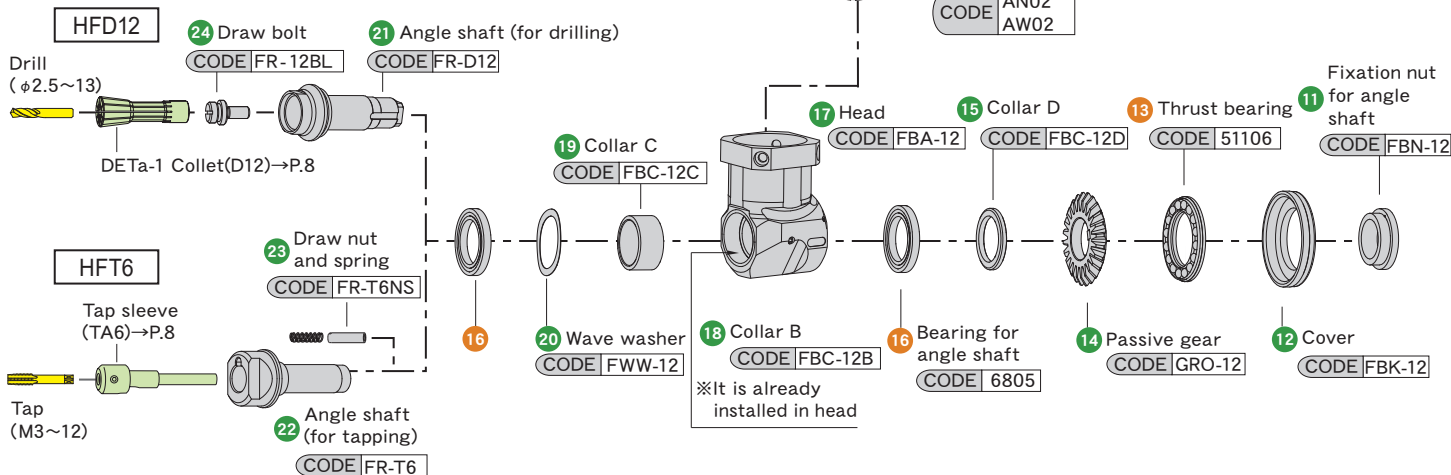 CODE
AN02
AW02
HFD12
Drill
(φ2.5~13)
DETa-1 Collet(D12)→P.8
24 Draw bolt
CODE FR-12BL
21 Angle shaft (for drilling)
CODE FR-D12
19 Collar C
CODE FBC-12C
17 Head
CODE FBA-12
15 Collar D
CODE FBC-12D
13 Thrust bearing
CODE 51106
11 Fixation nut
for angle
shaft
CODE FBN-12
HFT6
Tap sleeve
(TA6)→P.8
Tap
(M3~12)
23 Draw nut
and spring
CODE FR-T6NS
22 Angle shaft
(for tapping)
CODE FR-T6
16
20 Wave washer
CODE FWW-12
18 Collar B
CODE FBC-12B
※It is already
installed in head
16 Bearing for
angle shaft
CODE 6805
14 Passive gear
CODE GRO-12
12 Cover
CODE FBK-12